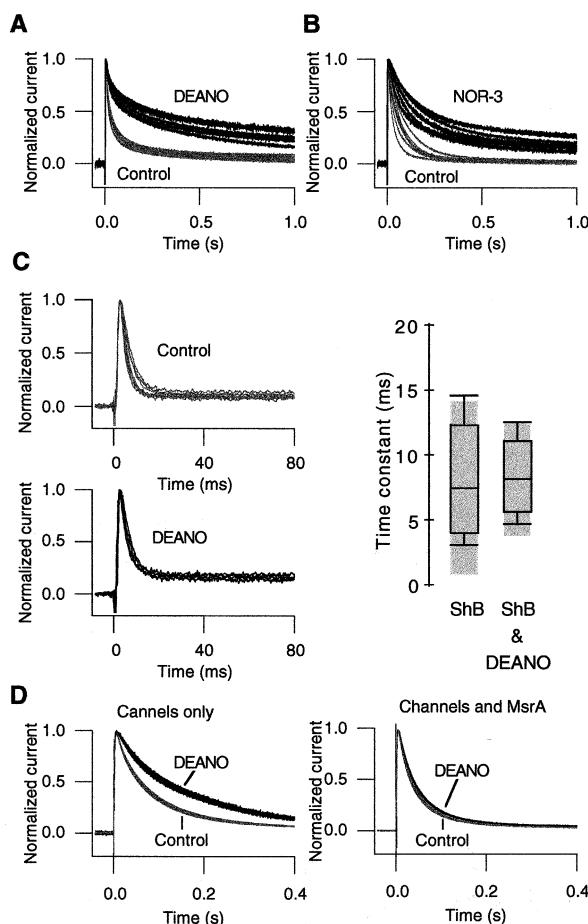 A
Normalized current
1.0
0.5
0.0
DEANO
Control
0.0
0.5
1.0
Time (s)
B
Normalized current
1.0
0.5
0.0
NOR-3
Control
0.0
0.5
1.0
Time (s)
C
Normalized current
1.0
0.5
0.0
Control
0
40
80
Time (ms)
Normalized current
1.0
0.5
0.0
DEANO
0
40
80
Time (ms)
Time constant (ms)
20
15
10
5
0
ShB
ShB
&
DEANO
D
Cannels only
Normalized current
1.0
0.5
0.0
DEANO
Control
0.0
0.2
0.4
Time (s)
Channels and MsrA
Normalized current
1.0
0.5
0.0
DEANO
Control
0.0
0.2
0.4
Time (s)